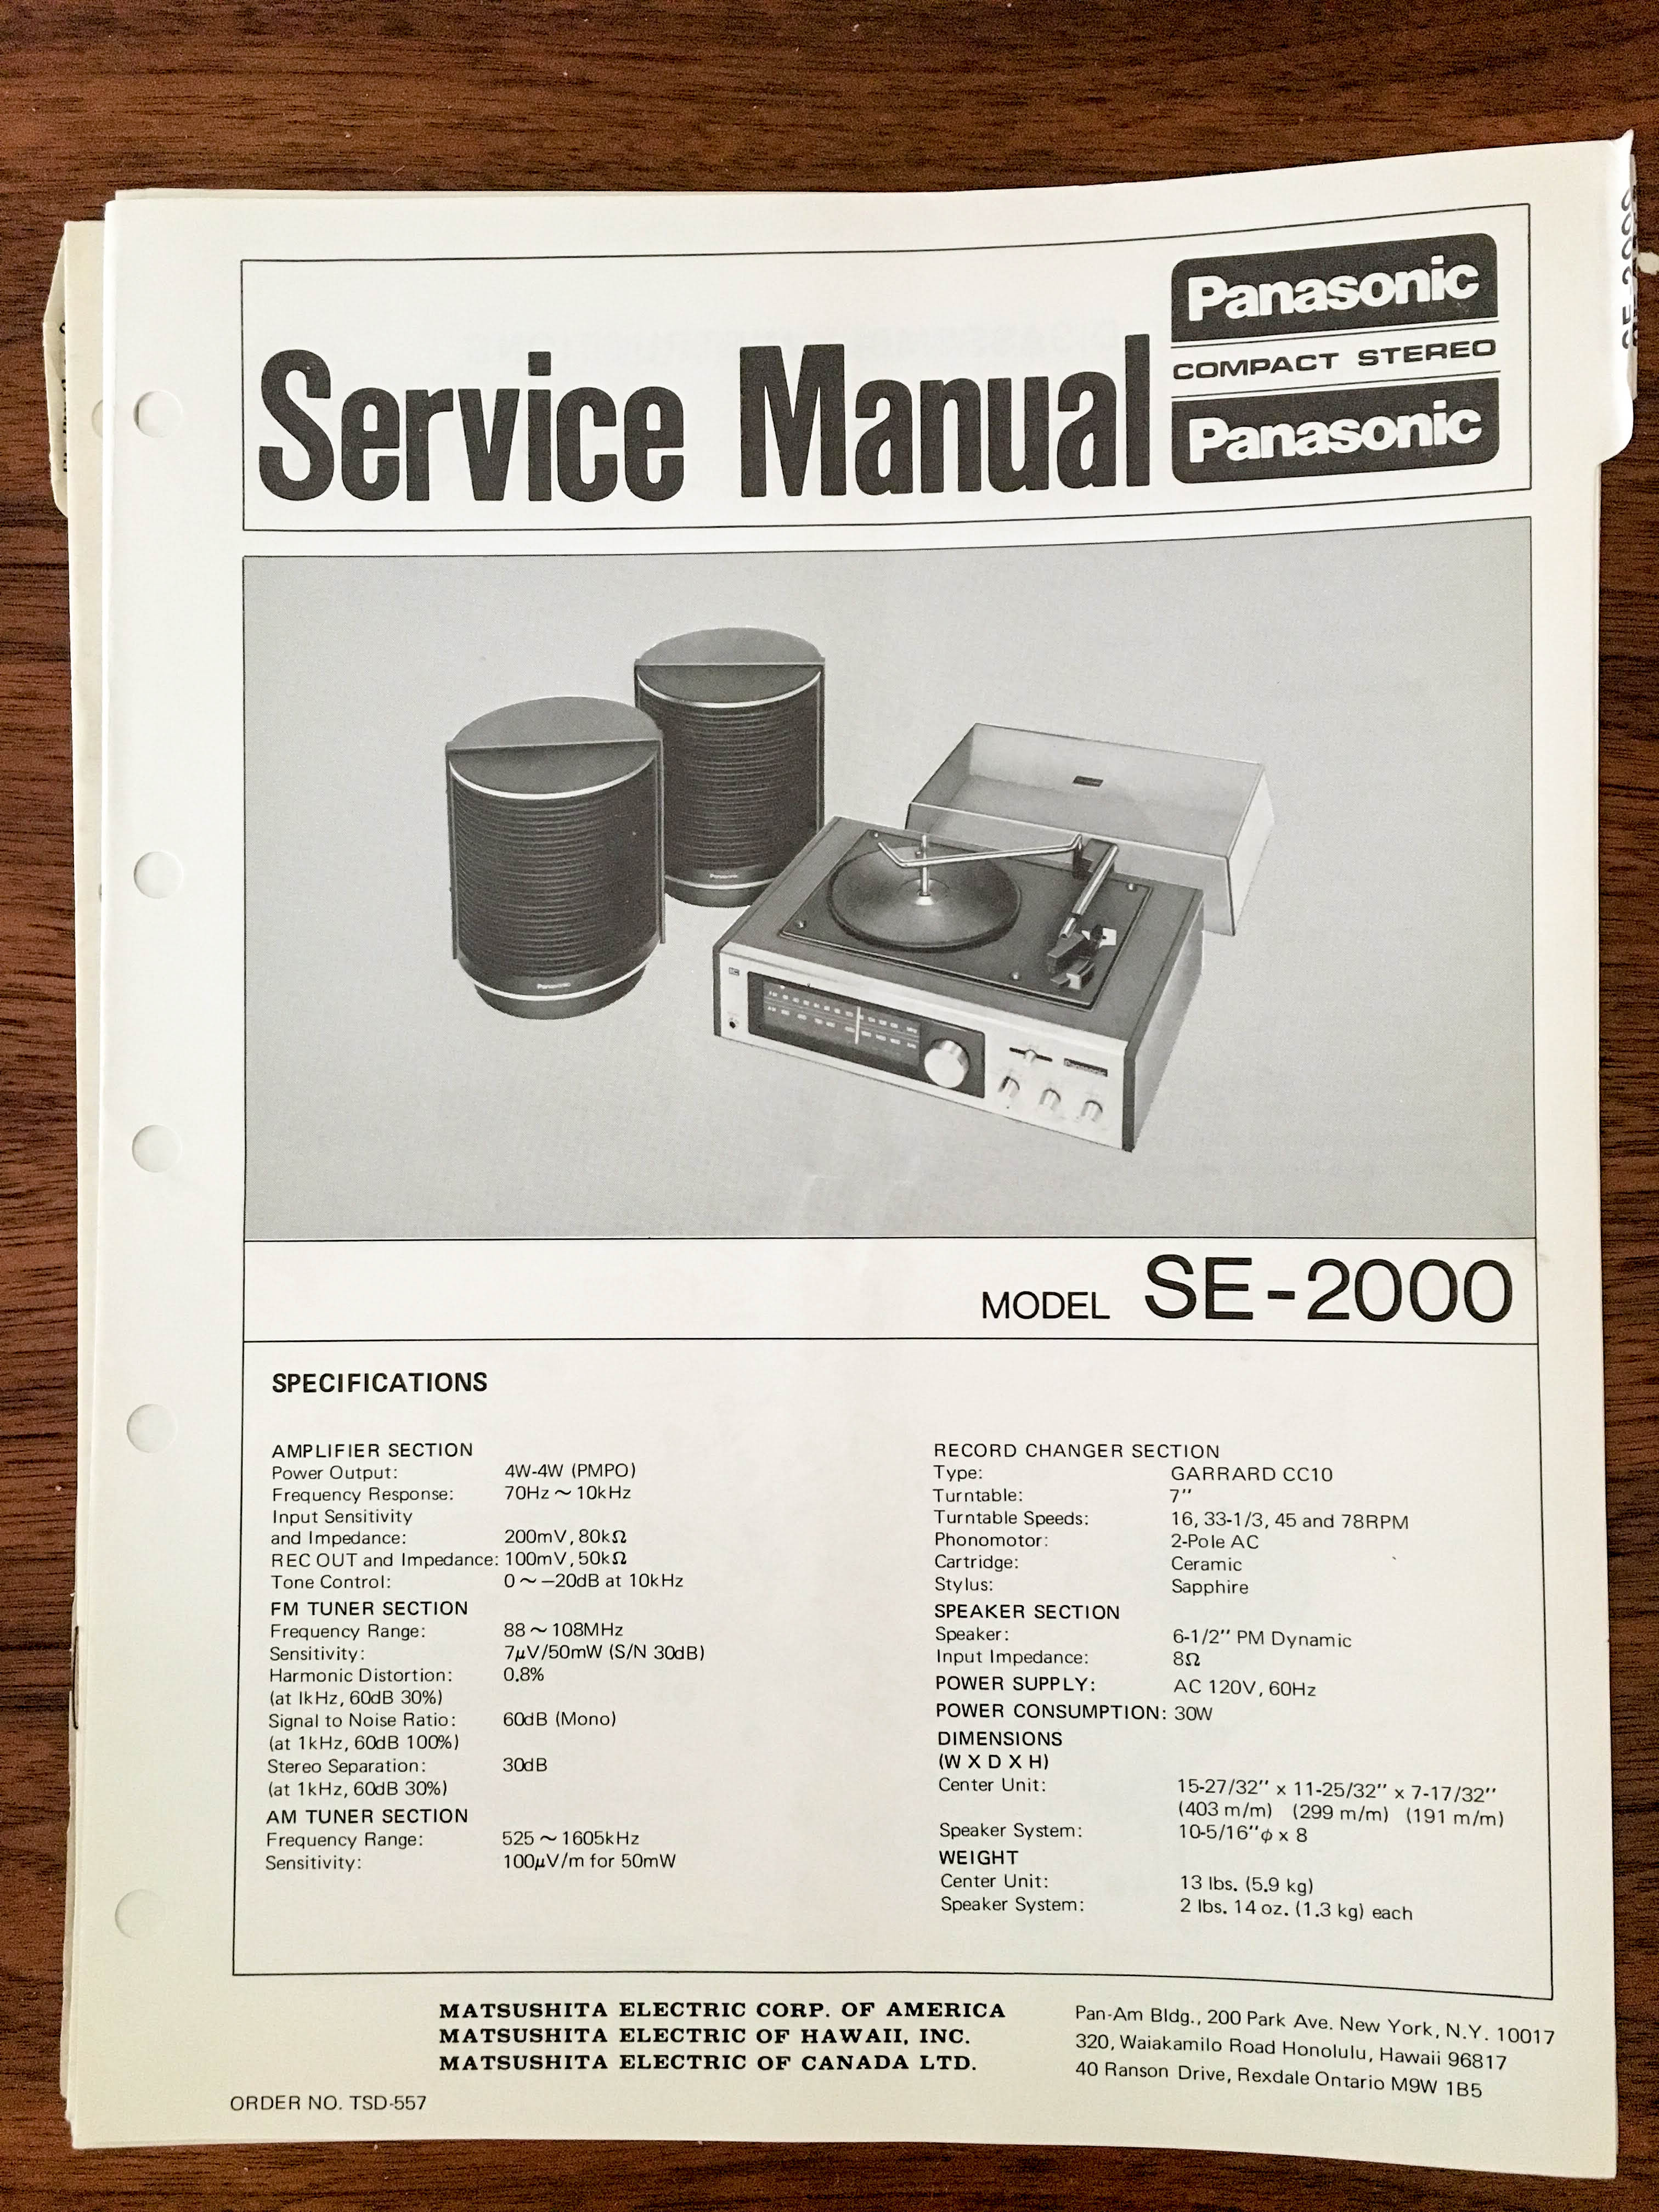 Service Manual
Panasonic
COMPACT STEREO
Panasonic
Panasonic
Panasonic
MODEL SE-2000
SPECIFICATIONS
AMPLIFIER SECTION
Power Output: 4W-4W (PMPO)
Frequency Response: 70Hz ~ 10kHz
Input Sensitivity
and Impedance: 200mV, 80kΩ
REC OUT and Impedance: 100mV, 50kΩ
Tone Control: 0 ~ −20dB at 10kHz
FM TUNER SECTION
Frequency Range: 88 ~ 108MHz
Sensitivity: 7μV/50mW (S/N 30dB)
Harmonic Distortion: 0.8%
(at lkHz, 60dB 30%)
Signal to Noise Ratio: 60dB (Mono)
(at 1kHz, 60dB 100%)
Stereo Separation: 30dB
(at 1kHz, 60dB 30%)
AM TUNER SECTION
Frequency Range: 525 ~ 1605kHz
Sensitivity: 100μV/m for 50mW
RECORD CHANGER SECTION
Type: GARRARD CC10
Turntable: 7″
Turntable Speeds: 16, 33-1/3, 45 and 78RPM
Phonomotor: 2-Pole AC
Cartridge: Ceramic
Stylus: Sapphire
SPEAKER SECTION
Speaker: 6-1/2″ PM Dynamic
Input Impedance: 8Ω
POWER SUPPLY: AC 120V, 60Hz
POWER CONSUMPTION: 30W
DIMENSIONS
(W X D X H)
Center Unit: 15-27/32″ x 11-25/32″ x 7-17/32″
(403 m/m) (299 m/m) (191 m/m)
Speaker System: 10-5/16″φ x 8
WEIGHT
Center Unit: 13 lbs. (5.9 kg)
Speaker System: 2 lbs. 14 oz. (1.3 kg) each
MATSUSHITA ELECTRIC CORP. OF AMERICA Pan-Am Bldg., 200 Park Ave. New York, N.Y. 10017
MATSUSHITA ELECTRIC OF HAWAII, INC. 320, Waiakamilo Road Honolulu, Hawaii 96817
MATSUSHITA ELECTRIC OF CANADA LTD. 40 Ranson Drive, Rexdale Ontario M9W 1B5
ORDER NO. TSD-557